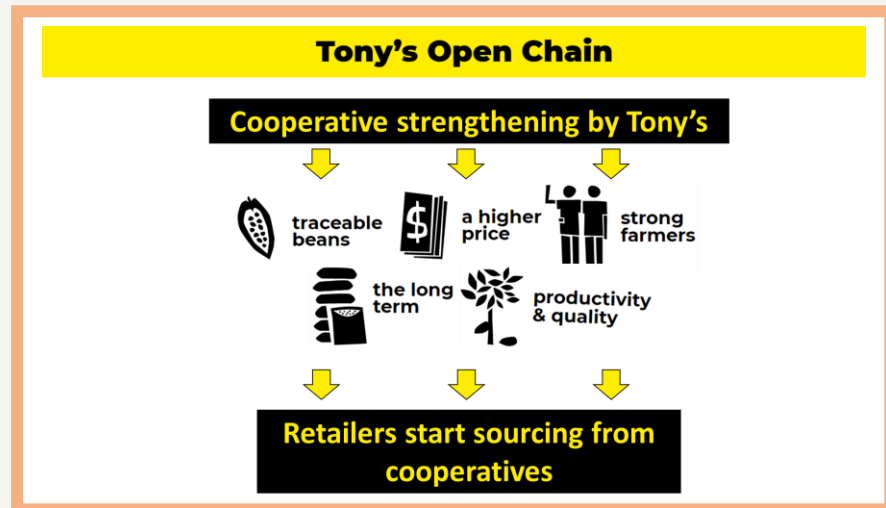 Tony’s Open Chain
Cooperative strengthening by Tony’s
traceable
beans
$
a higher
price
strong
farmers
the long
term
productivity
& quality
Retailers start sourcing from
cooperatives